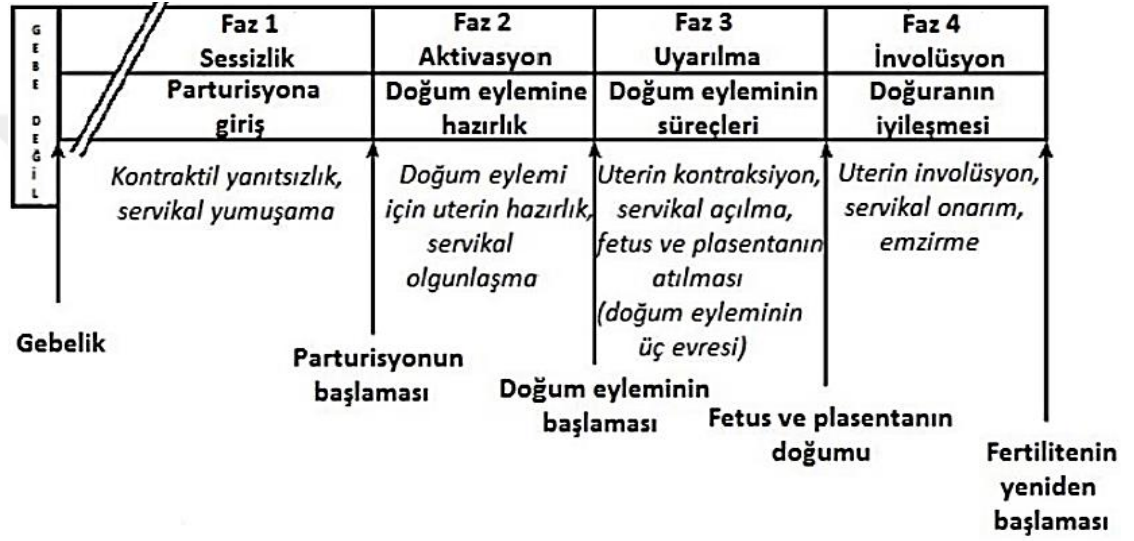 GEBE DEĞİL
Faz 1
Sessizlik
Faz 2
Aktivasyon
Faz 3
Uyarılma
Faz 4
İnvolüsyon
Parturisyona
giriş
Doğum eylemine
hazırlık
Doğum eyleminin
süreçleri
Doğuranın
iyileşmesi
Kontraktil yanıtsızlık,
servikal yumuşama
Doğum eylemi
için uterin hazırlık,
servikal
olgunlaşma
Uterin kontraksiyon,
servikal açılma,
fetus ve plasentanın
atılması
(doğum eyleminin
üç evresi)
Uterin involüsyon,
servikal onarım,
emzirme
Gebelik
Parturisyonun
başlaması
Doğum eyleminin
başlaması
Fetus ve plasentanın
doğumu
Fertilitenin
yeniden
başlaması